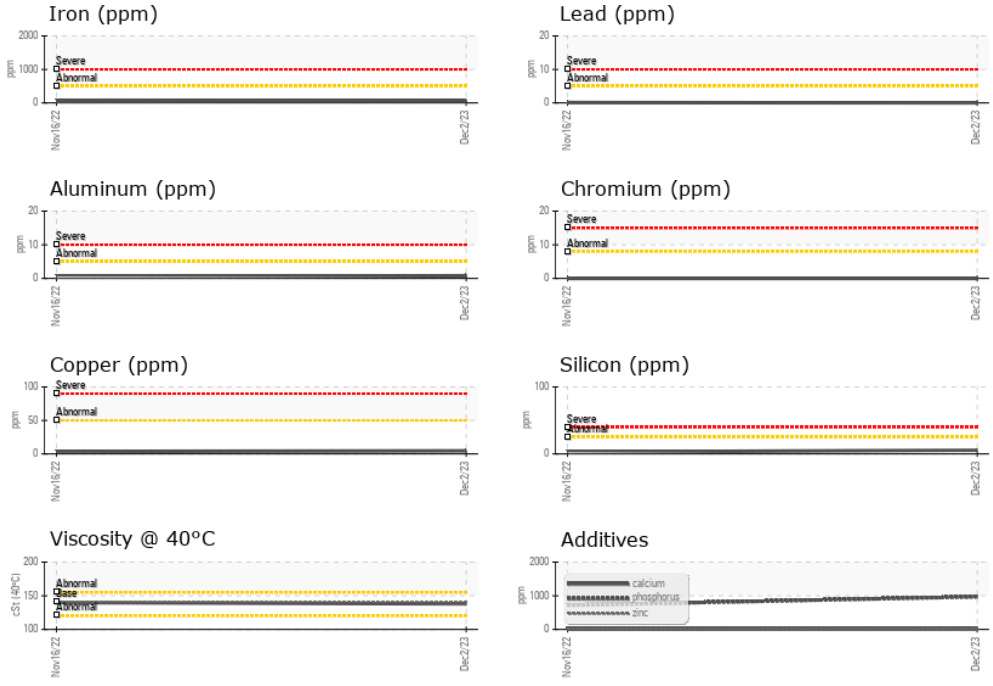 Iron (ppm)
2000
1000
0
ppm
Severe
Abnormal
Nov16/22
Dec2/23
Lead (ppm)
20
10
0
ppm
Severe
Abnormal
Nov16/22
Dec2/23
Aluminum (ppm)
20
10
0
ppm
Severe
Abnormal
Nov16/22
Dec2/23
Chromium (ppm)
20
10
0
ppm
Severe
Abnormal
Nov16/22
Dec2/23
Copper (ppm)
100
50
0
ppm
Severe
Abnormal
Nov16/22
Dec2/23
Silicon (ppm)
100
50
0
ppm
Severe
Abnormal
Nov16/22
Dec2/23
Viscosity @ 40°C
200
150
100
cSt (40°C)
Abnormal
Base
Abnormal
Nov16/22
Dec2/23
Additives
2000
1000
0
ppm
calcium
phosphorus
zinc
Nov16/22
Dec2/23